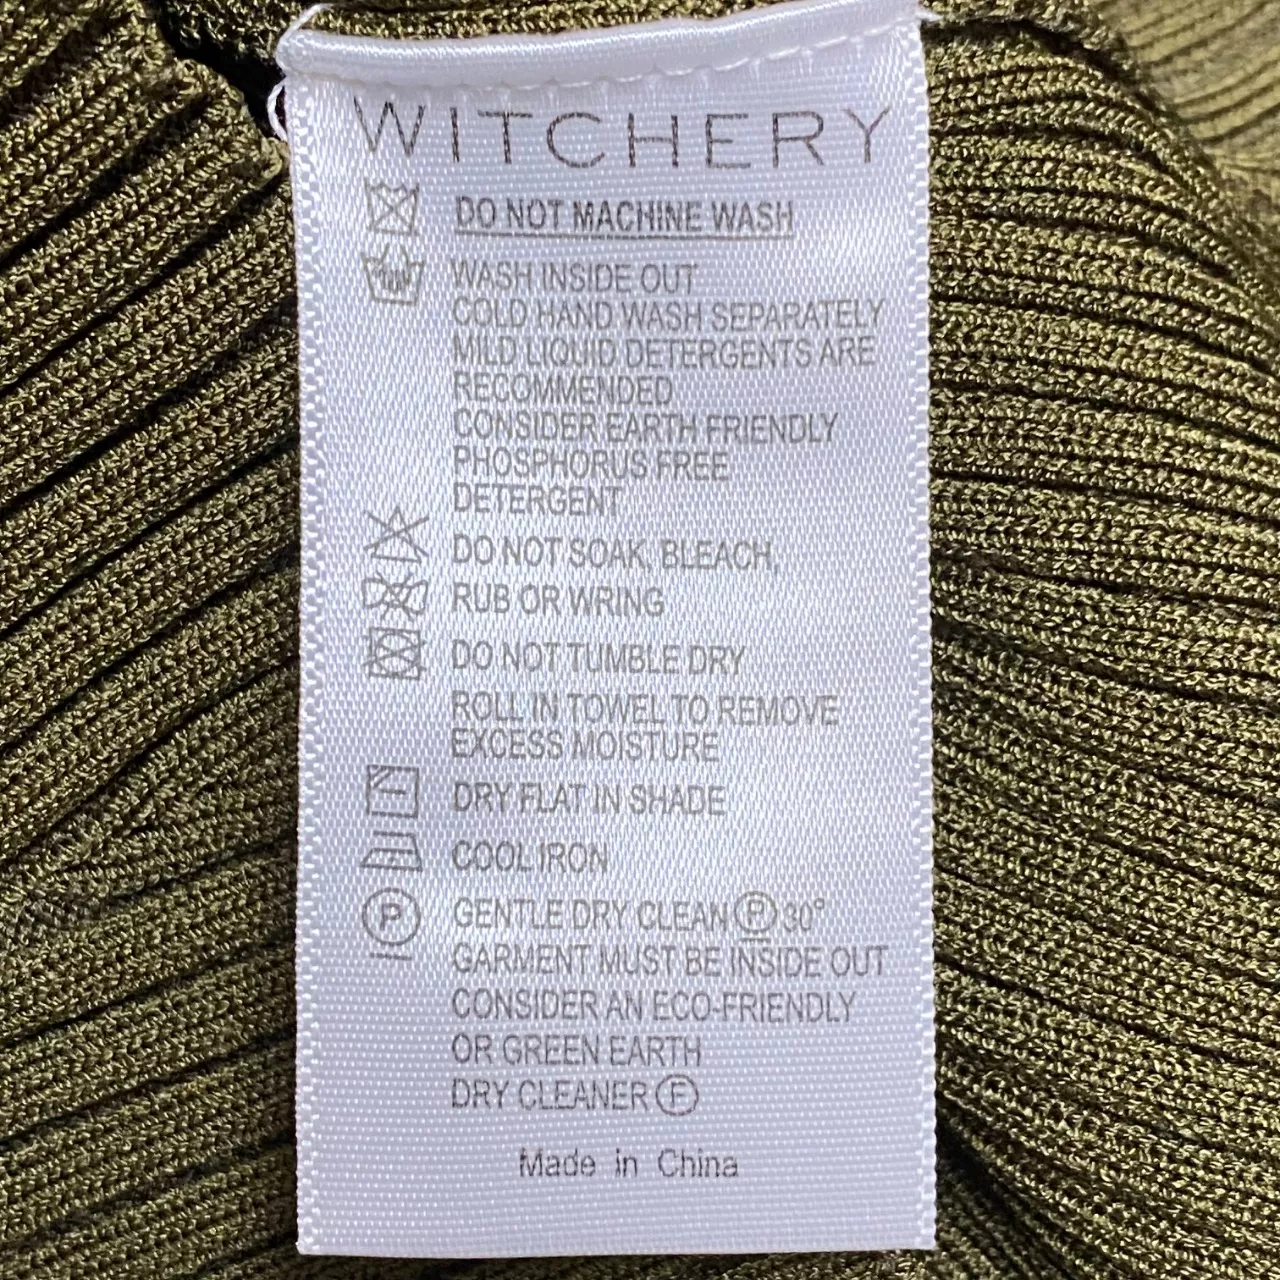 WITCHERY
DO NOT MACHINE WASH
WASH INSIDE OUT
COLD HAND WASH SEPARATELY
MILD LIQUID DETERGENTS ARE
RECOMMENDED
CONSIDER EARTH FRIENDLY
PHOSPHORUS FREE
DETERGENT
DO NOT SOAK, BLEACH,
RUB OR WRING
DO NOT TUMBLE DRY
ROLL IN TOWEL TO REMOVE
EXCESS MOISTURE
DRY FLAT IN SHADE
COOL IRON
P GENTLE DRY CLEAN P 30°
GARMENT MUST BE INSIDE OUT
CONSIDER AN ECO-FRIENDLY
OR GREEN EARTH
DRY CLEANER F
Made in China